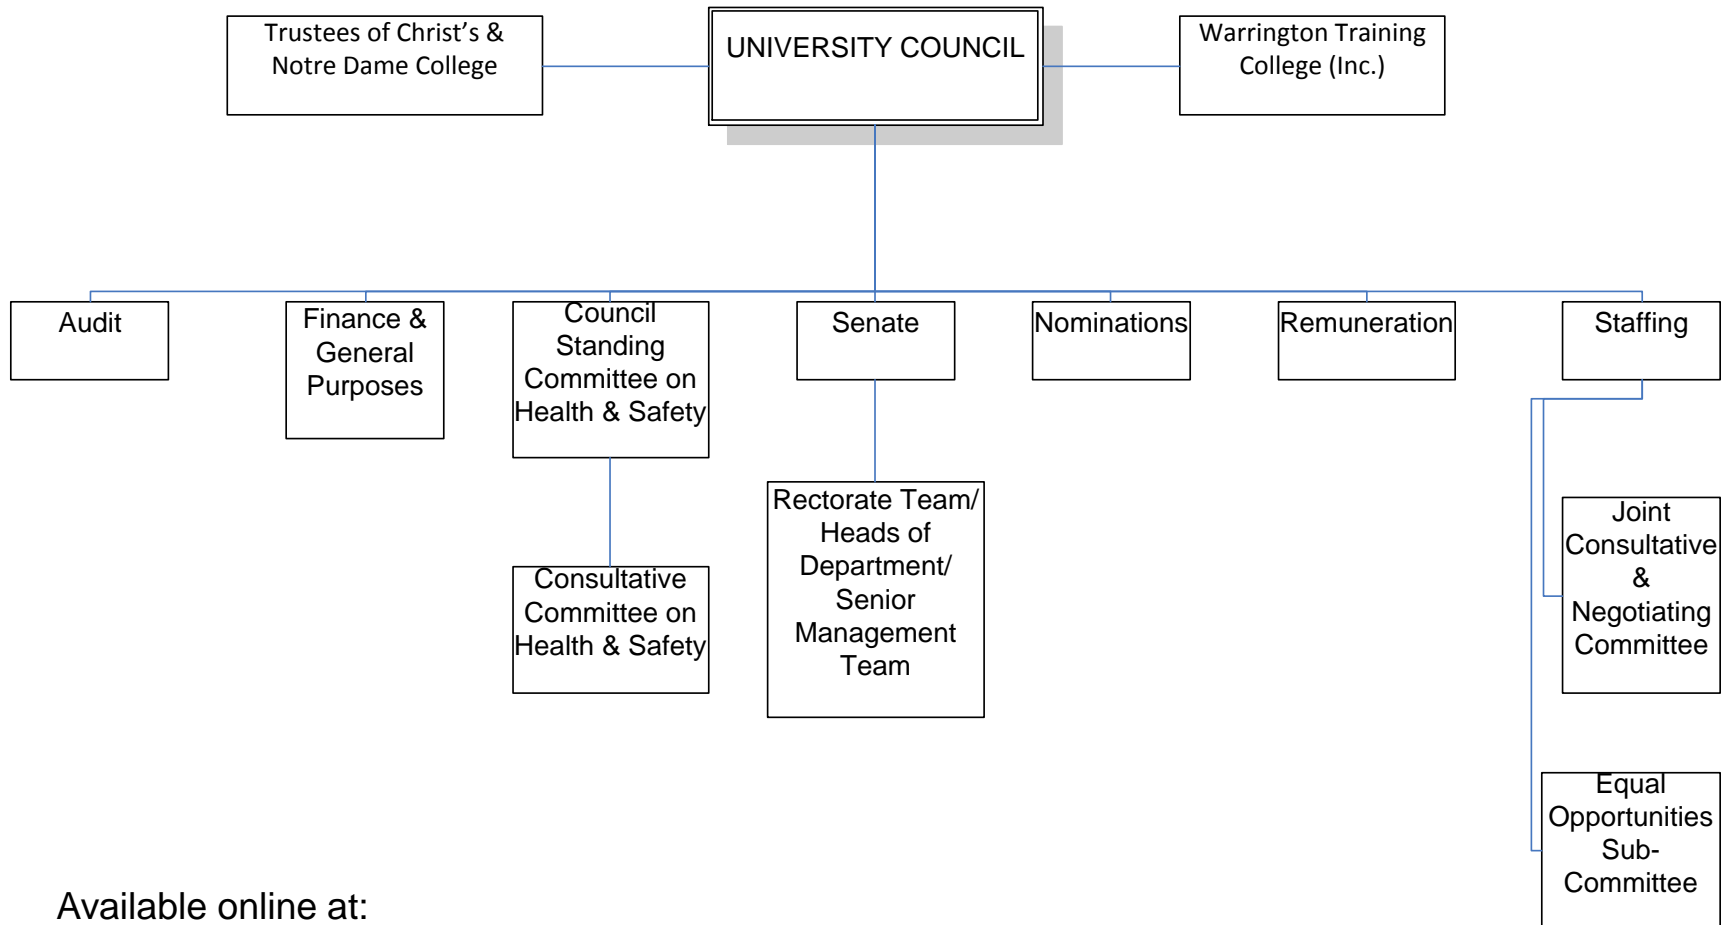 Trustees of Christ’s &
Notre Dame College
UNIVERSITY COUNCIL
Warrington Training
College (Inc.)
Audit
Finance &
General
Purposes
Council
Standing
Committee on
Health & Safety
Senate
Nominations
Remuneration
Staffing
Consultative
Committee on
Health & Safety
Rectorate Team/
Heads of
Department/
Senior
Management
Team
Joint
Consultative
&
Negotiating
Committee
Equal
Opportunities
Sub-
Committee
Available online at: